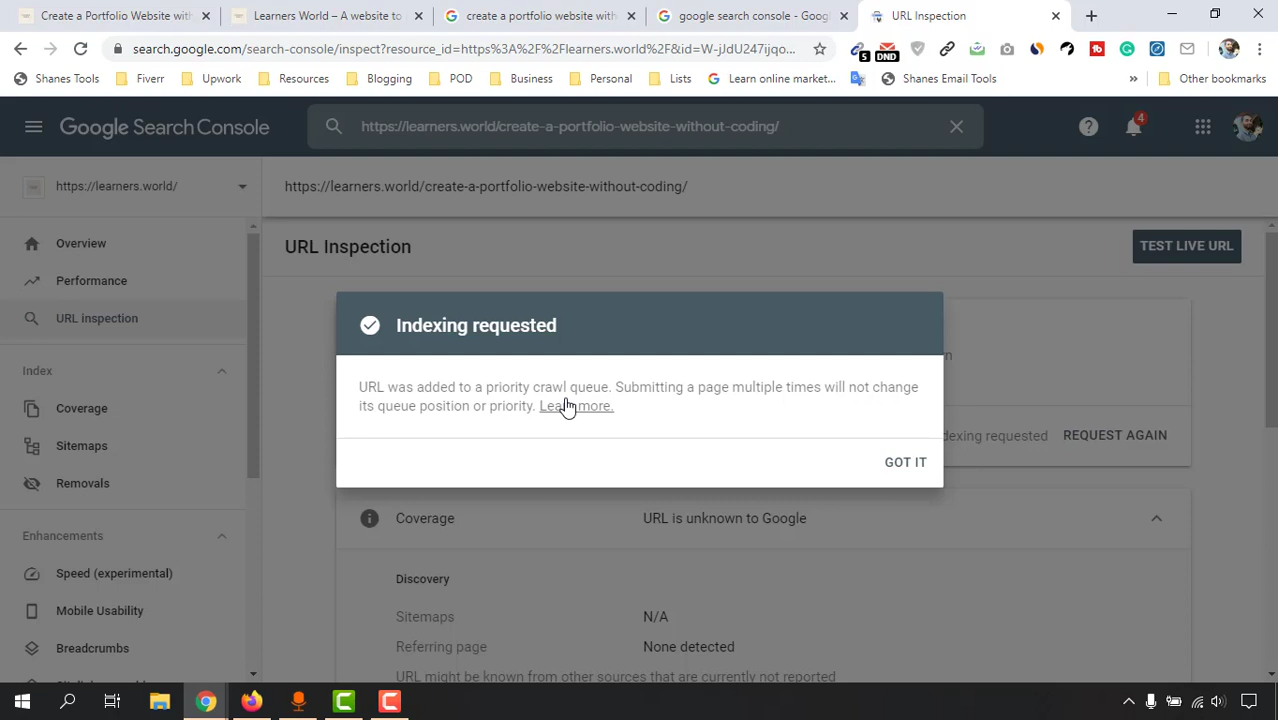 Create a Portfolio Website with
Learners World – A website to
create a portfolio website with
google search console - Goog
URL Inspection
search.google.com/search-console/inspect?resource_id=https%3A%2F%2Flearners.world%2F&id=W-jJdU247ijqo...
5
DND
Shanes Tools
Fiverr
Upwork
Resources
Blogging
POD
Business
Personal
Lists
Learn online market...
Shanes Email Tools
»
Other bookmarks
Google Search Console
https://learners.world/create-a-portfolio-website-without-coding/
4
https://learners.world/
https://learners.world/create-a-portfolio-website-without-coding/
Overview
Performance
URL inspection
Index
Coverage
Sitemaps
Removals
Enhancements
Speed (experimental)
Mobile Usability
Breadcrumbs
URL Inspection
TEST LIVE URL
Indexing requested
URL was added to a priority crawl queue. Submitting a page multiple times will not change
its queue position or priority. Learn more.
GOT IT
dexing requested
REQUEST AGAIN
Coverage
URL is unknown to Google
Discovery
Sitemaps
N/A
Referring page
None detected
URL might be known from other sources that are currently not reported